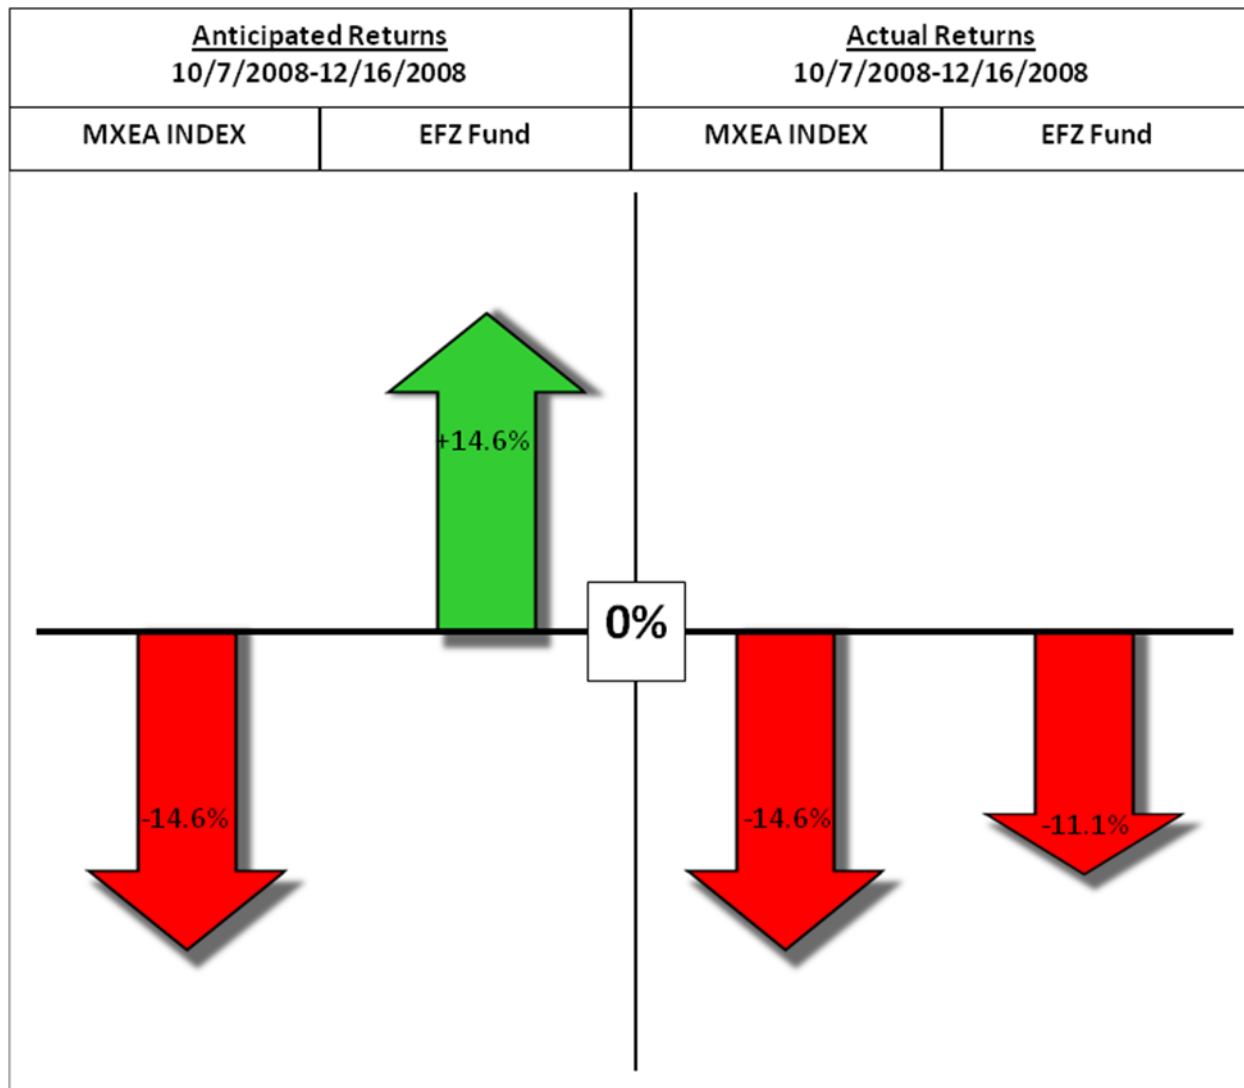 Anticipated Returns
10/7/2008-12/16/2008
Actual Returns
10/7/2008-12/16/2008
MXEA INDEX
EFZ Fund
MXEA INDEX
EFZ Fund
+14.6%
0%
-14.6%
-14.6%
-11.1%